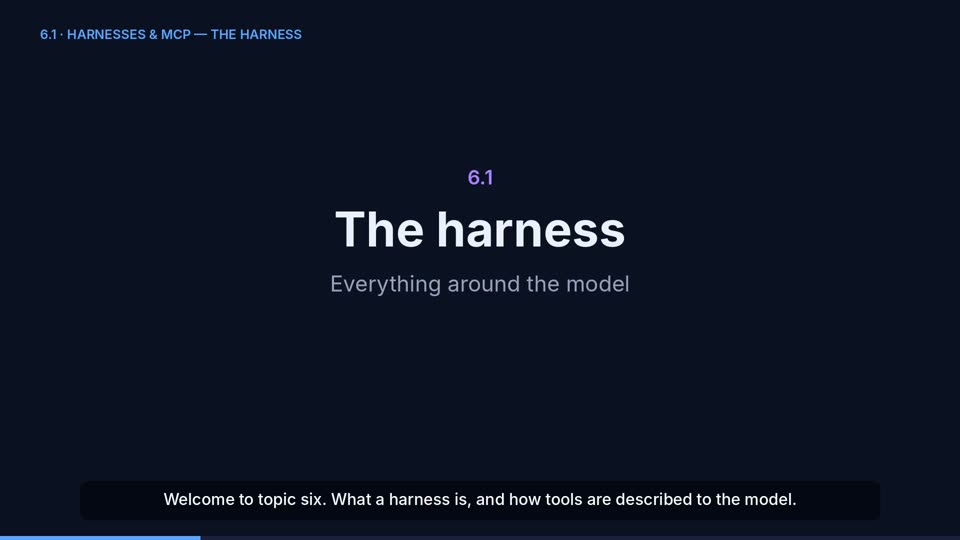 6.1 · HARNESSES & MCP — THE HARNESS
6.1
The harness
Everything around the model
Welcome to topic six. What a harness is, and how tools are described to the model.